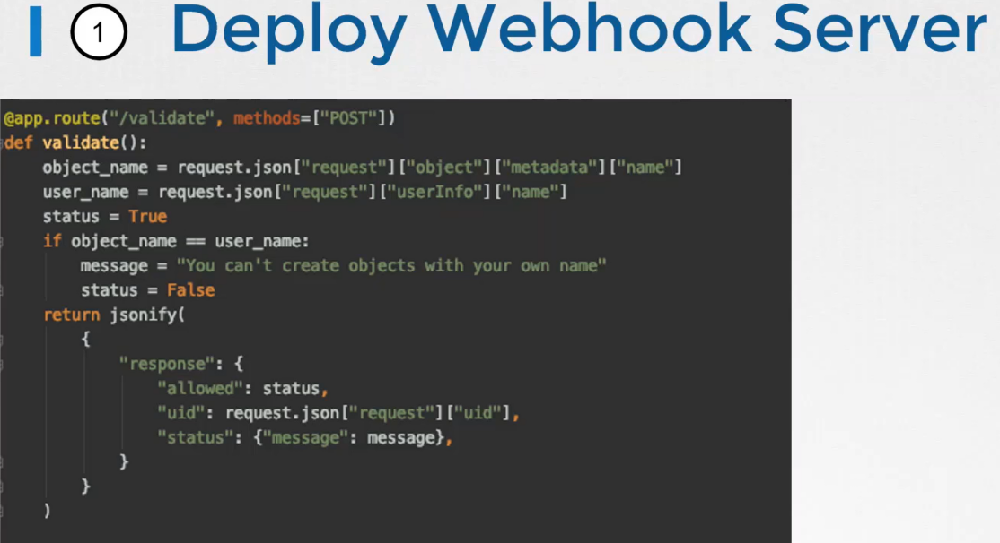 1 Deploy Webhook Server
@app.route("/validate", methods=["POST"])
def validate():
    object_name = request.json["request"]["object"]["metadata"]["name"]
    user_name = request.json["request"]["userInfo"]["name"]
    status = True
    if object_name == user_name:
        message = "You can't create objects with your own name"
        status = False
    return jsonify(
        {
            "response": {
                "allowed": status,
                "uid": request.json["request"]["uid"],
                "status": {"message": message},
            }
        }
    )